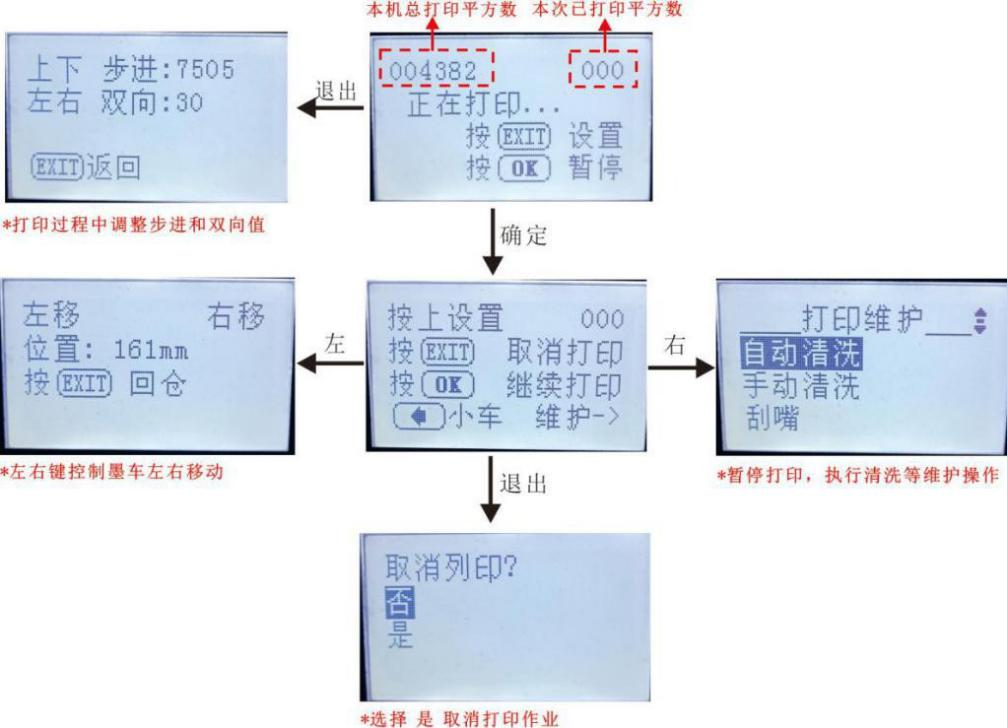 本机总打印平方数 本次已打印平方数
上下 步进:7505
左右 双向:30
EXIT返回
*打印过程中调整步进和双向值
退出
004382 000
正在打印...
按EXIT 设置
按OK 暂停
确定
左移 右移
位置: 161mm
按EXIT 回仓
*左右键控制墨车左右移动
左
按上设置 000
按EXIT 取消打印
按OK 继续打印
小车 维护->
右
打印维护
自动清洗
手动清洗
刮嘴
*暂停打印，执行清洗等维护操作
退出
取消列印?
否
是
*选择 是 取消打印作业